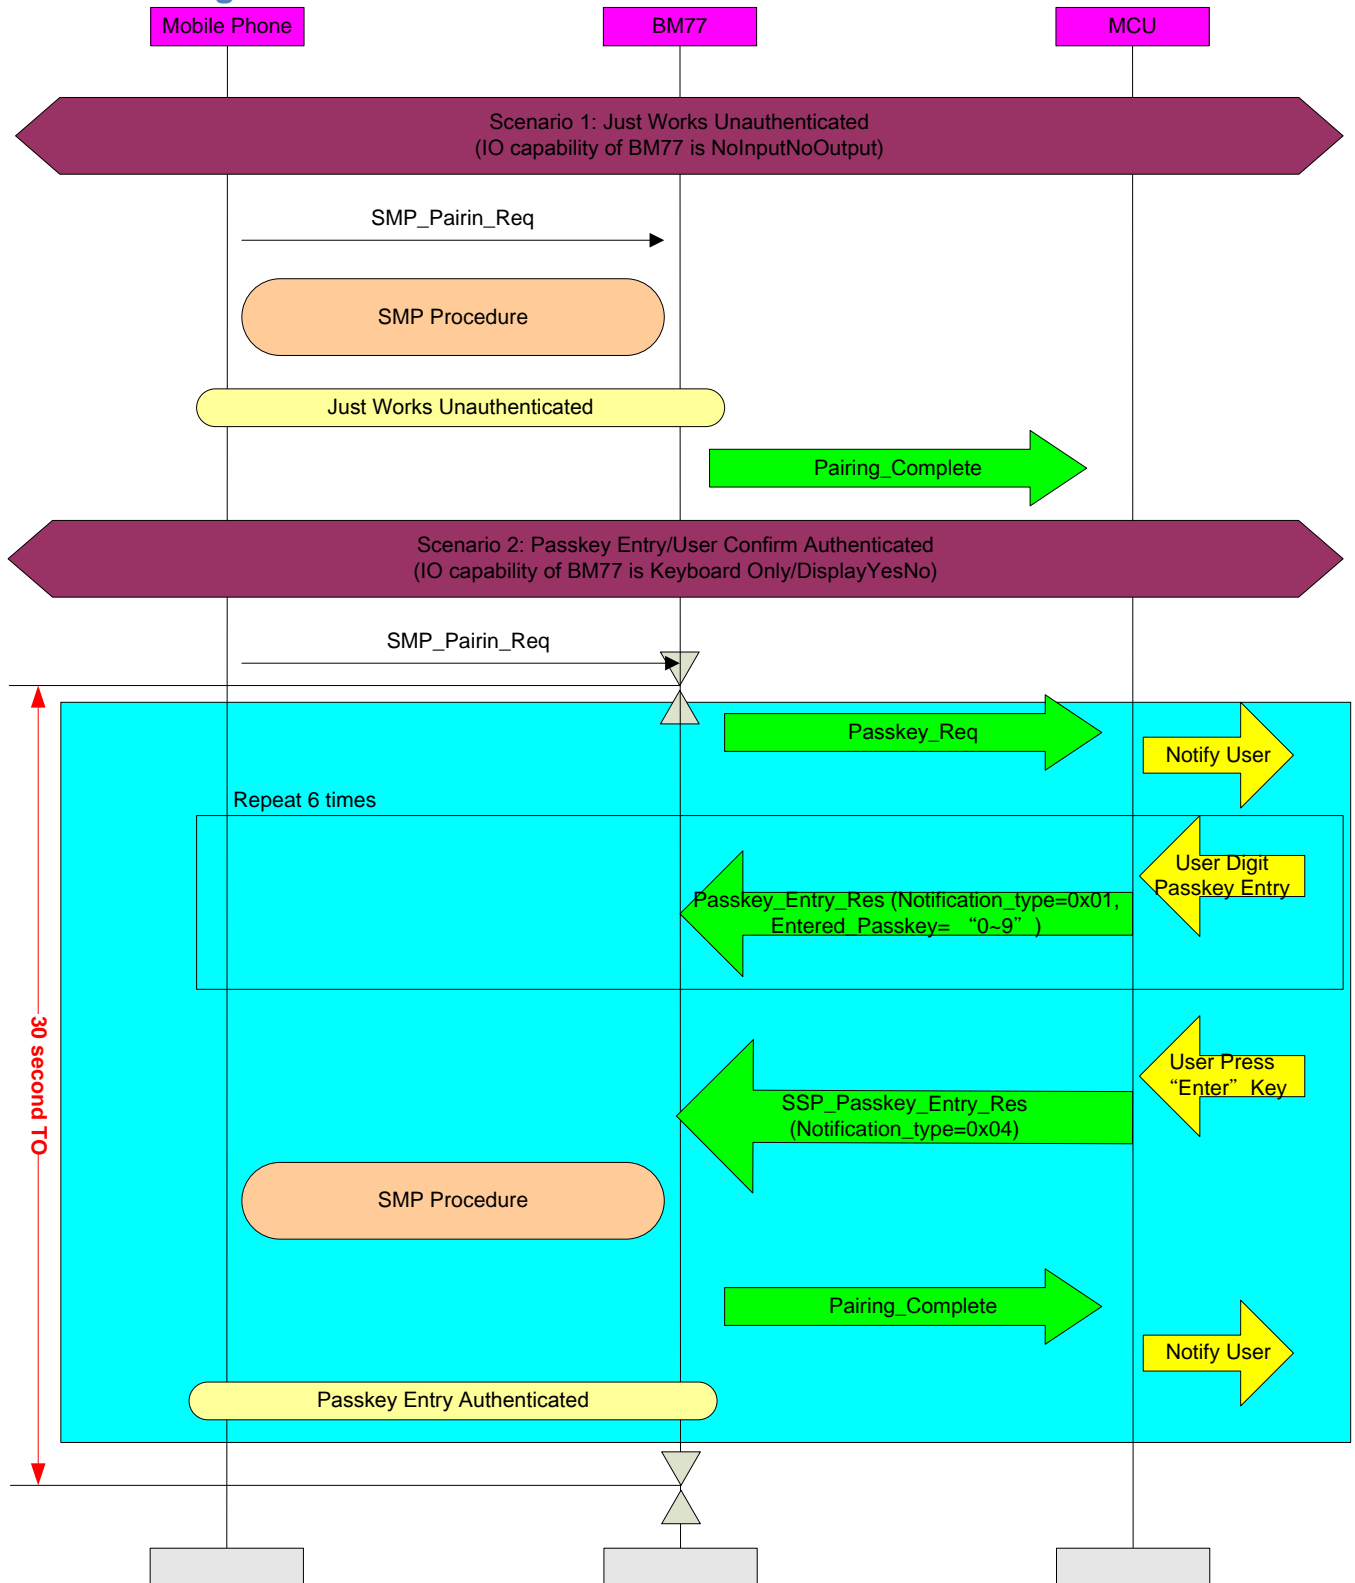 Mobile Phone
BM77
MCU
Scenario 1: Just Works Unauthenticated
(IO capability of BM77 is NoInputNoOutput)
SMP_Pairin_Req
SMP Procedure
Just Works Unauthenticated
Pairing_Complete
Scenario 2: Passkey Entry/User Confirm Authenticated
(IO capability of BM77 is Keyboard Only/DisplayYesNo)
SMP_Pairin_Req
Passkey_Req
Notify User
Repeat 6 times
User Digit
Passkey Entry
Passkey_Entry_Res (Notification_type=0x01,
Entered_Passkey= “0~9” )
30 second TO
User Press
“Enter” Key
SSP_Passkey_Entry_Res
(Notification_type=0x04)
SMP Procedure
Pairing_Complete
Notify User
Passkey Entry Authenticated